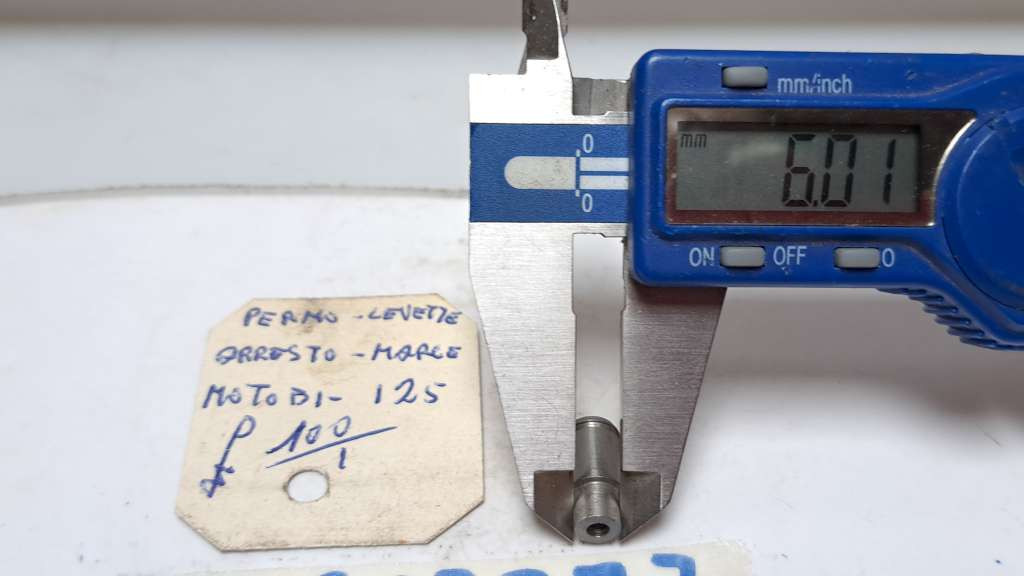 PERNO - LEVETTE
ARRESTO - MARCE
MOTOBI - 125
100
1
mm/inch
mm 6.01
ON OFF 0
0
0